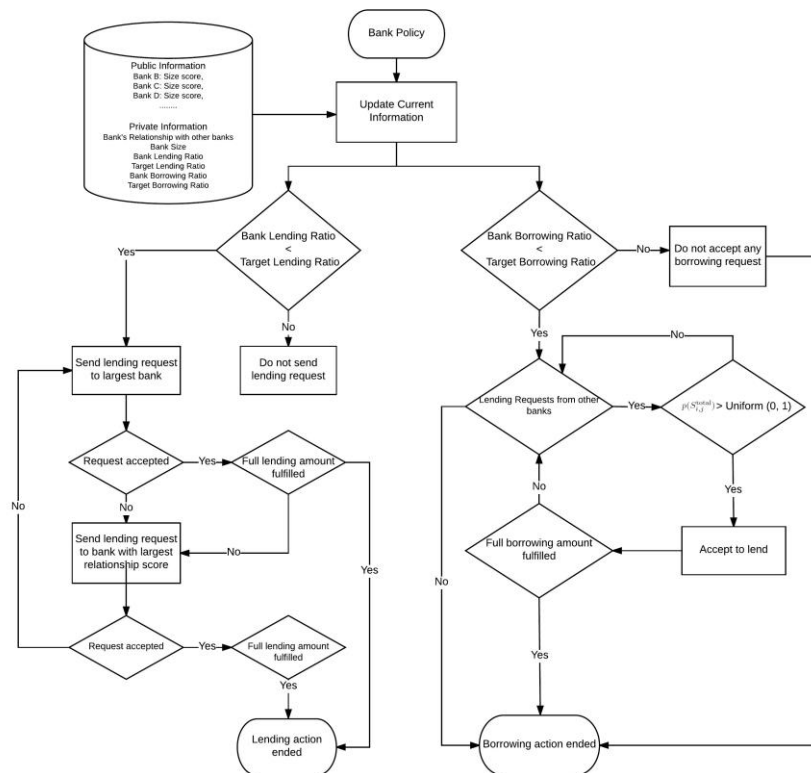 Bank Policy
Public Information
Bank B: Size score,
Bank C: Size score,
Bank D: Size score,
........
Private Information
Bank's Relationship with other banks
Bank Size
Bank Lending Ratio
Target Lending Ratio
Bank Borrowing Ratio
Target Borrowing Ratio
Update Current
Information
Bank Lending Ratio
<
Target Lending Ratio
Yes
No
Do not send
lending request
Send lending request
to largest bank
Request accepted
Yes
Full lending amount
fulfilled
No
No
Send lending request
to bank with largest
relationship score
No
Yes
Request accepted
Yes
Full lending amount
fulfilled
Yes
Lending action
ended
Bank Borrowing Ratio
<
Target Borrowing Ratio
No
Do not accept any
borrowing request
Yes
No
Lending Requests from other
banks
Yes
p(S_{i,j}^{total}) > Uniform (0, 1)
Yes
Accept to lend
No
Full borrowing amount
fulfilled
No
Yes
Borrowing action ended